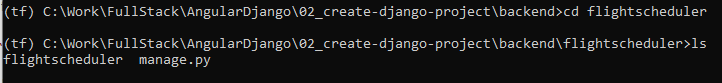 (tf) C:\Work\FullStack\AngularDjango\02_create-django-project\backend>cd flightscheduler
(tf) C:\Work\FullStack\AngularDjango\02_create-django-project\backend\flightscheduler>ls
flightscheduler  manage.py